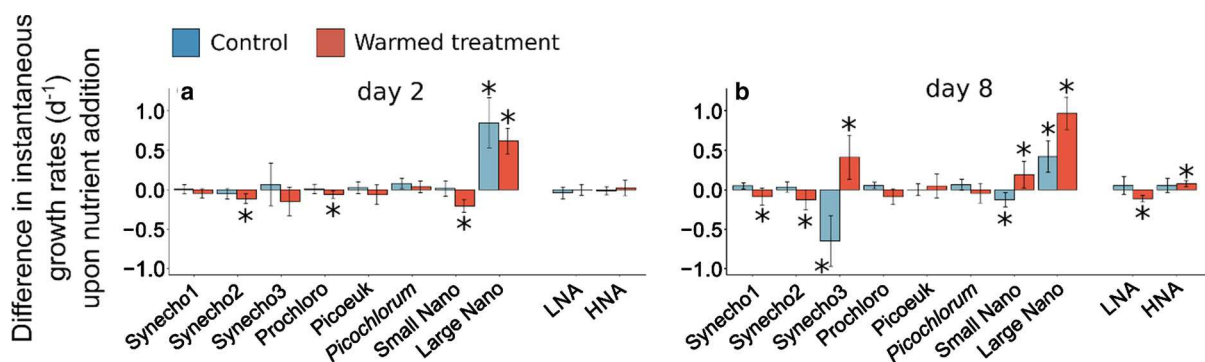 Difference in instantaneous
growth rates (d⁻¹)
upon nutrient addition
Control
Warmed treatment
a
day 2
1.0
0.5
0.0
−0.5
−1.0
* * * * *
Synecho1
Synecho2
Synecho3
Prochloro
Picoeuk
Picochlorum
Small Nano
Large Nano
LNA
HNA
b
day 8
1.0
0.5
0.0
−0.5
−1.0
* * * * * * * * * *
Synecho1
Synecho2
Synecho3
Prochloro
Picoeuk
Picochlorum
Small Nano
Large Nano
LNA
HNA